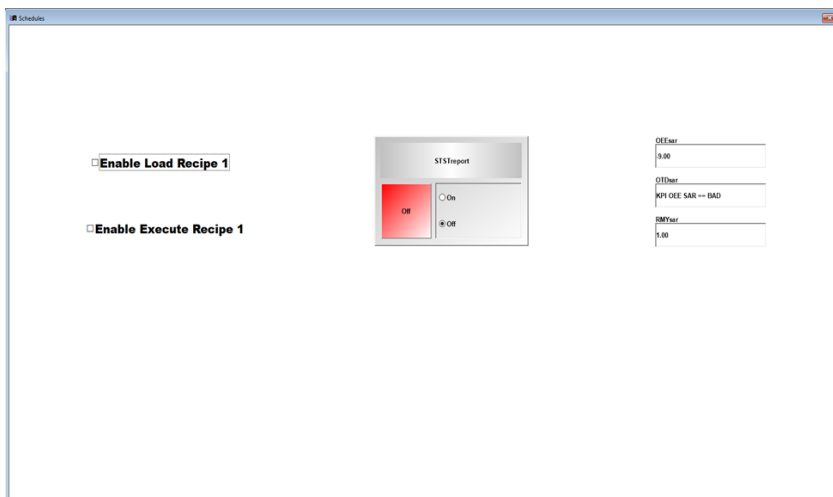 Schedules
Enable Load Recipe 1
Enable Execute Recipe 1
STSTreport
Off
On
Off
OEEsar
-9.00
OTDsar
KPI OEE SAR == BAD
RMYsar
1.00